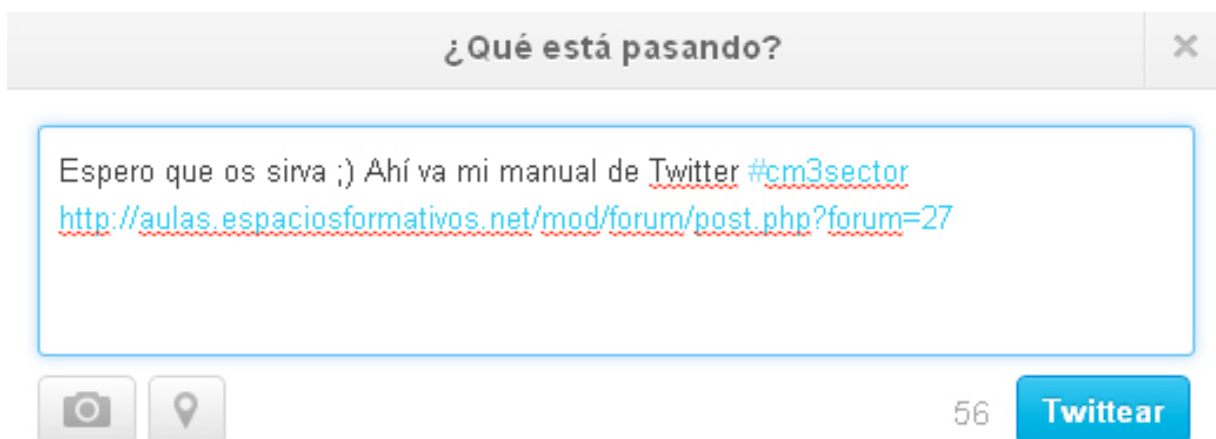 ¿Qué está pasando?
Espero que os sirva ;) Ahí va mi manual de Twitter #cm3sector
http://aulas.espaciosformativos.net/mod/forum/post.php?forum=27
56 Twittear